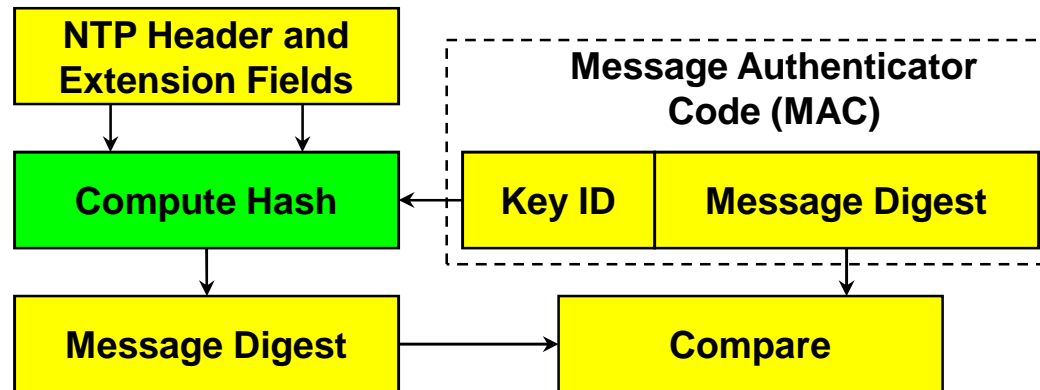 NTP Header and
Extension Fields
Message Authenticator
Code (MAC)
Compute Hash
Key ID
Message Digest
Message Digest
Compare